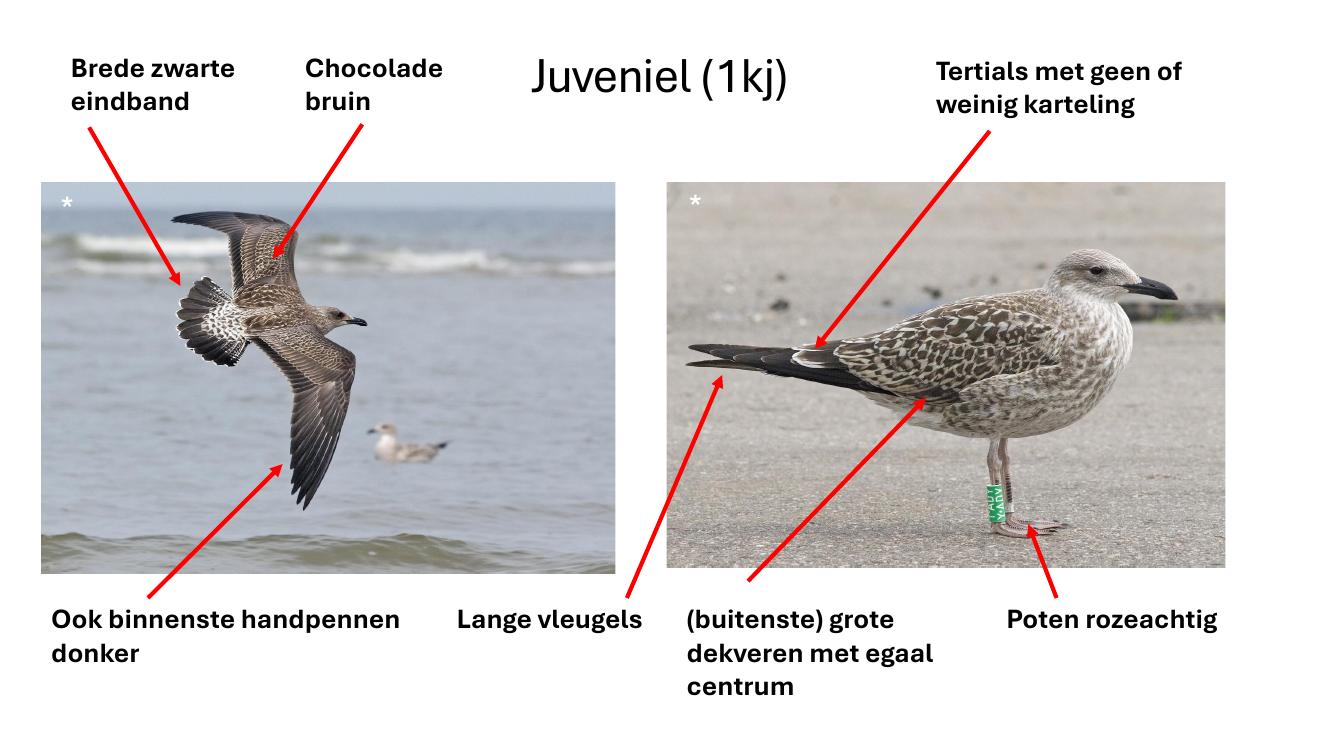 Brede zwarte
eindband
Chocolade
bruin
Juveniel (1kj)
Tertials met geen of
weinig karteling
*
*
Ook binnenste handpennen
donker
Lange vleugels
(buitenste) grote
dekveren met egaal
centrum
Poten rozeachtig